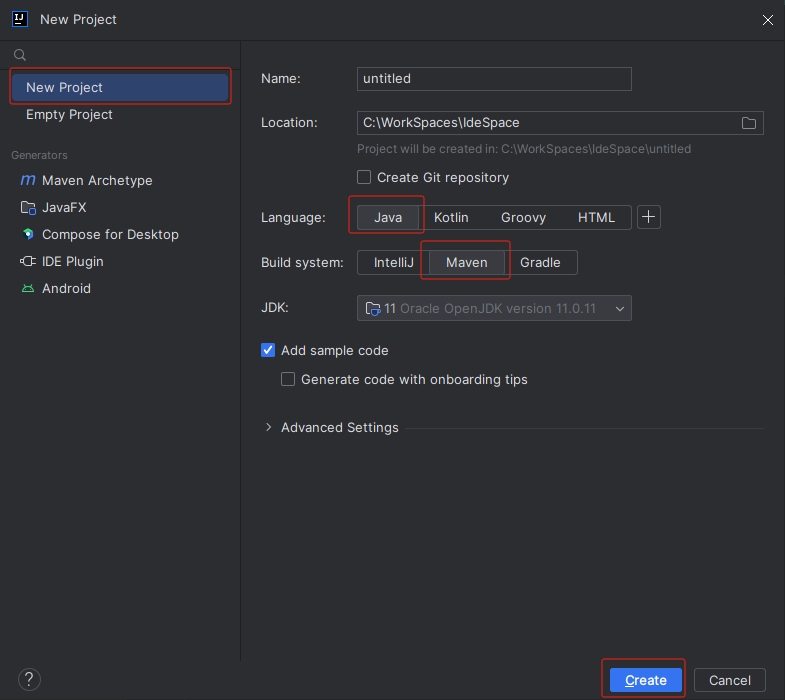 New Project
New Project
Empty Project
Generators
Maven Archetype
JavaFX
Compose for Desktop
IDE Plugin
Android
Name: untitled
Location: C:\WorkSpaces\IdeSpace
Project will be created in: C:\WorkSpaces\IdeSpace\untitled
Create Git repository
Language: Java Kotlin Groovy HTML +
Build system: IntelliJ Maven Gradle
JDK: 11 Oracle OpenJDK version 11.0.11
Add sample code
Generate code with onboarding tips
Advanced Settings
? Create Cancel